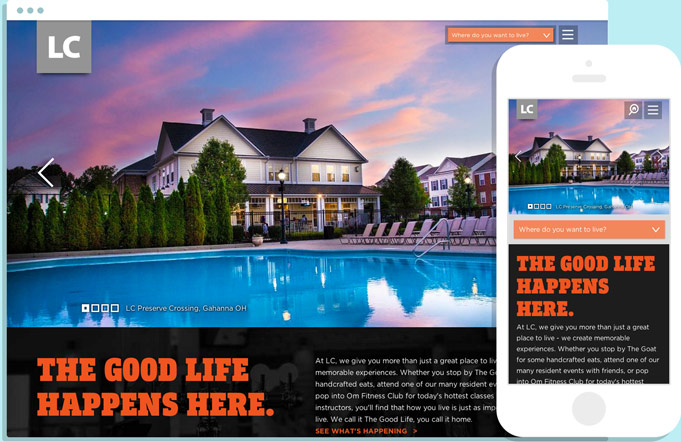 LC
Where do you want to live?
LC Preserve Crossing, Gahanna OH
THE GOOD LIFE
HAPPENS HERE.
At LC, we give you more than just a great place to liv
memorable experiences. Whether you stop by The Go
handcrafted eats, attend one of our many resident ev
pop into Om Fitness Club for today's hottest classes
instructors, you'll find that how you live is just as imp
live. We call it The Good Life, you call it home.
SEE WHAT'S HAPPENING >
LC
LC Preserve Crossing, Gahanna OH
Where do you want to live?
THE GOOD LIFE
HAPPENS
HERE.
At LC, we give you more than just a great
place to live - we create memorable
experiences. Whether you stop by The Goat
for some handcrafted eats, attend one of our
many resident events with friends, or pop
into Om Fitness Club for today's hottest